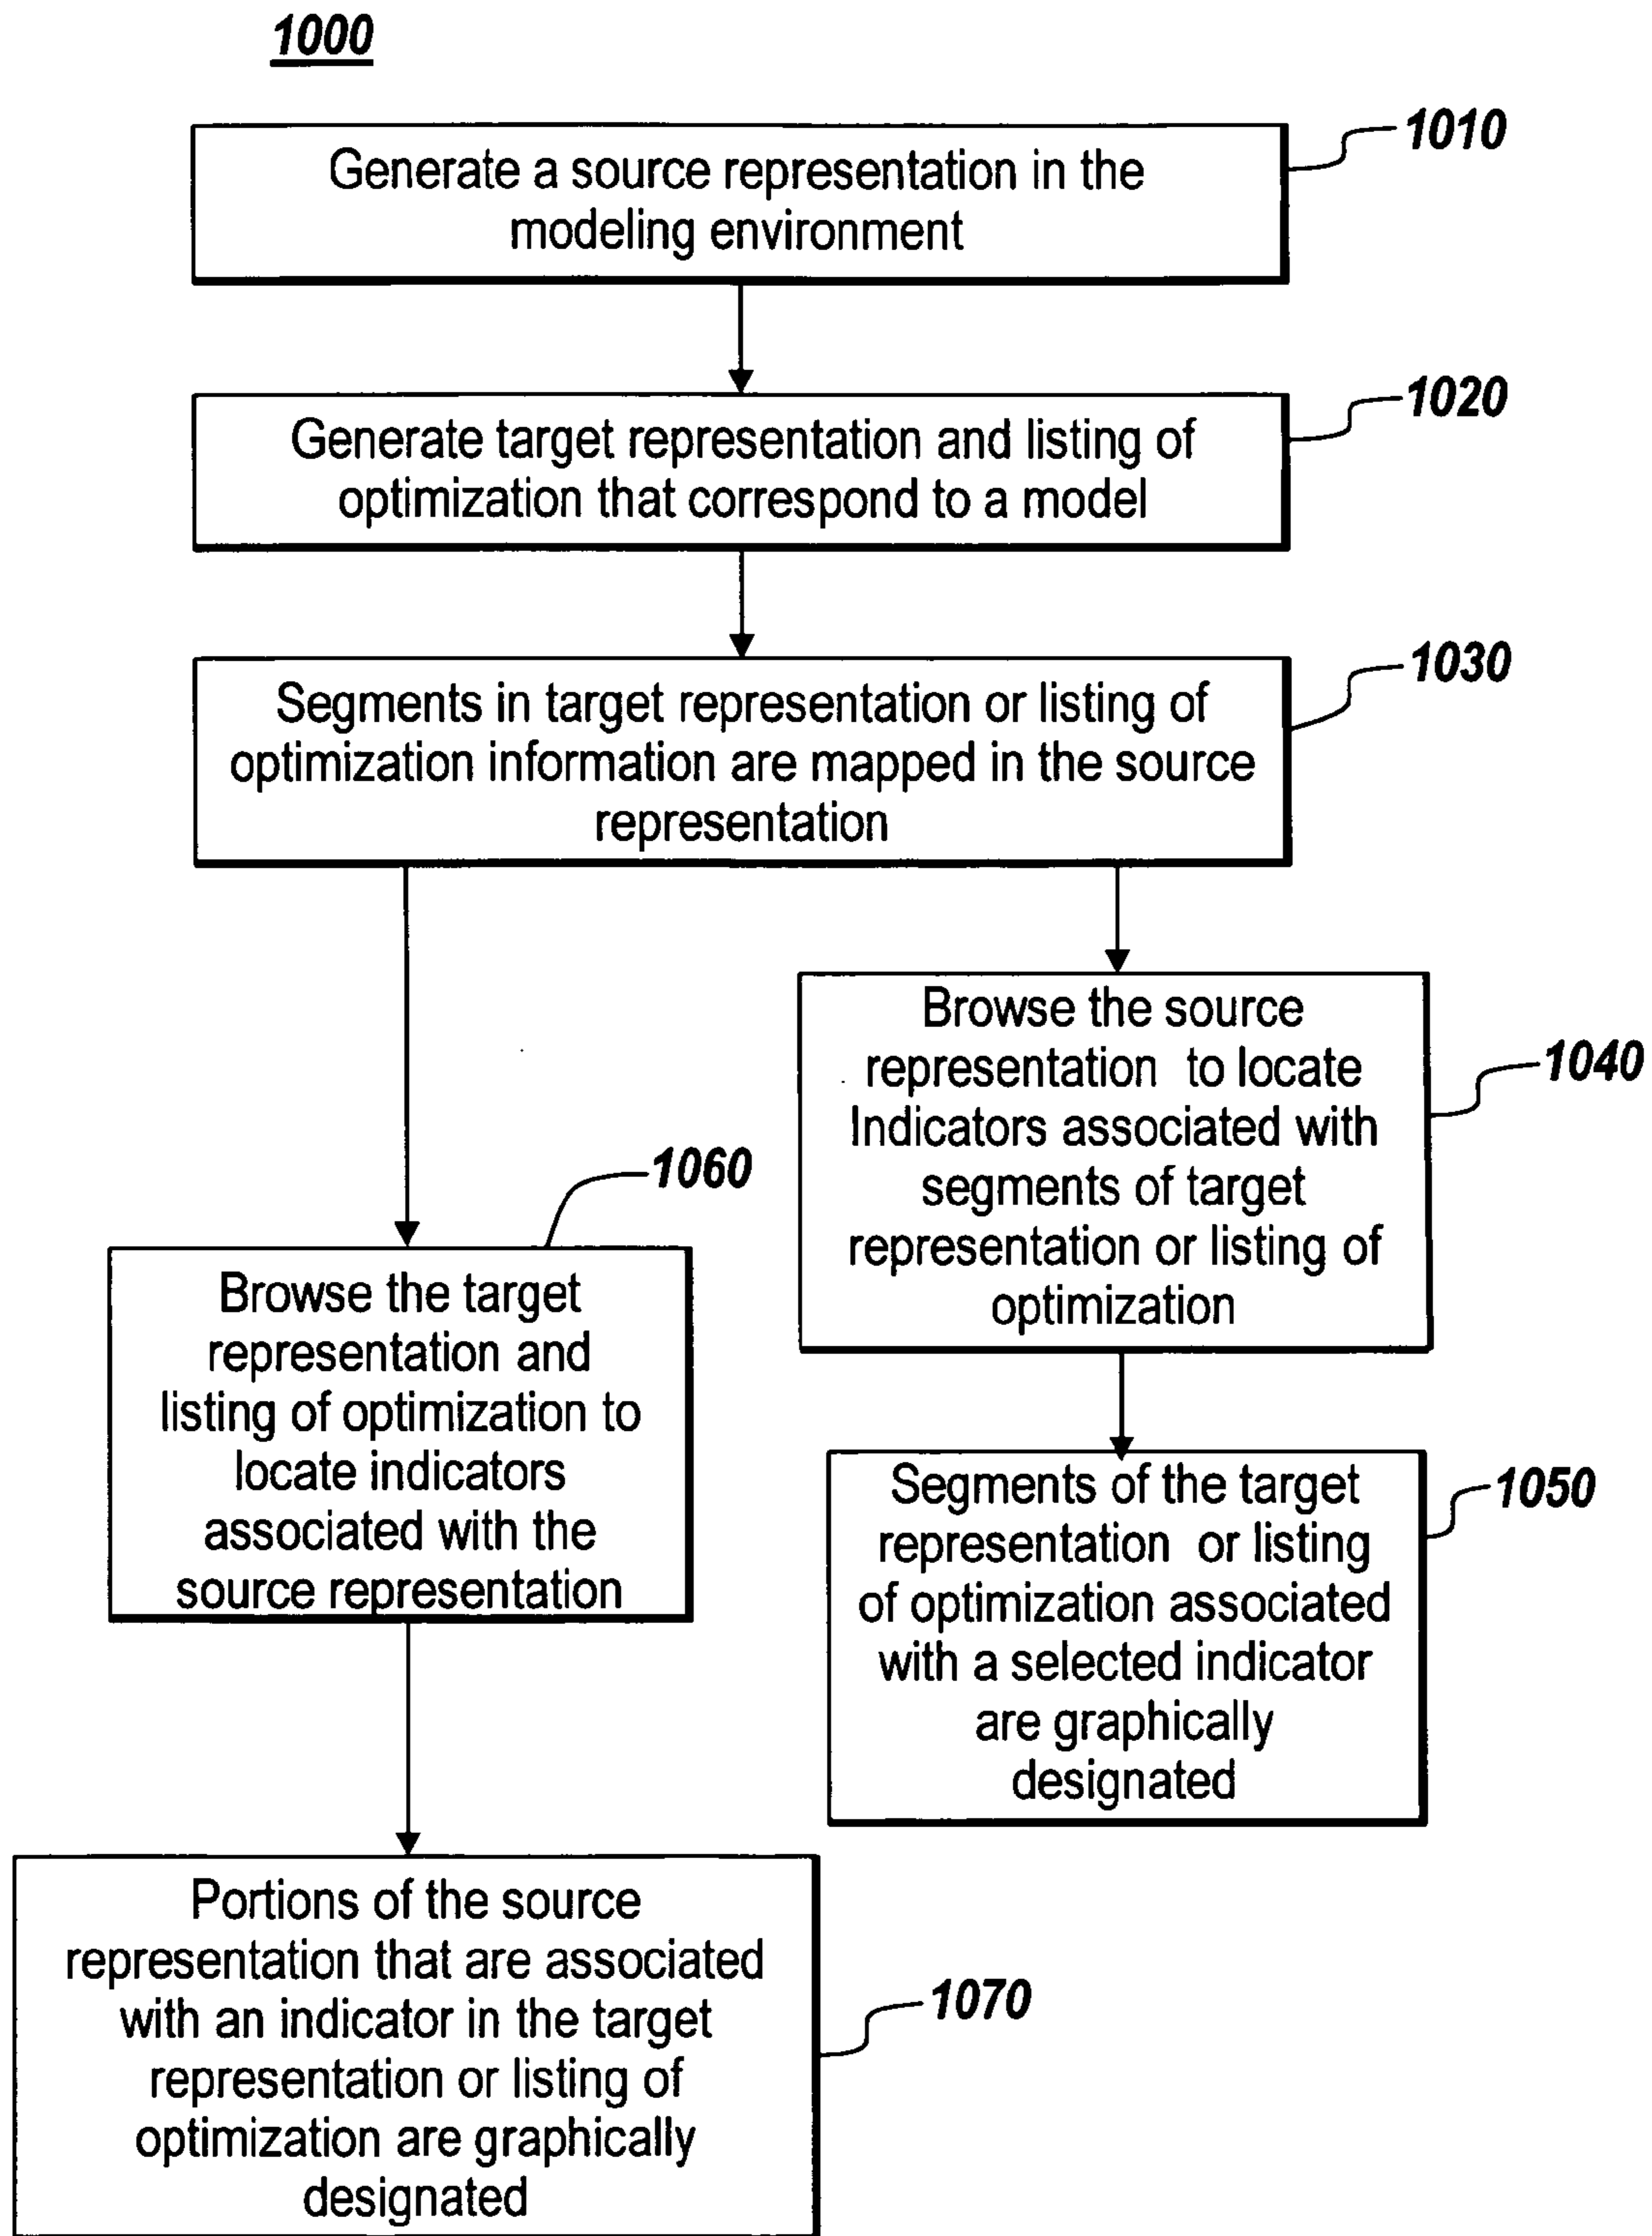 1000
Generate a source representation in the
modeling environment
1010
Generate target representation and listing of
optimization that correspond to a model
1020
Segments in target representation or listing of
optimization information are mapped in the source
representation
1030
Browse the source
representation to locate
Indicators associated with
segments of target
representation or listing of
optimization
1040
Segments of the target
representation or listing
of optimization associated
with a selected indicator
are graphically
designated
1050
1060
Browse the target
representation and
listing of optimization to
locate indicators
associated with the
source representation
Portions of the source
representation that are associated
with an indicator in the target
representation or listing of
optimization are graphically
designated
1070